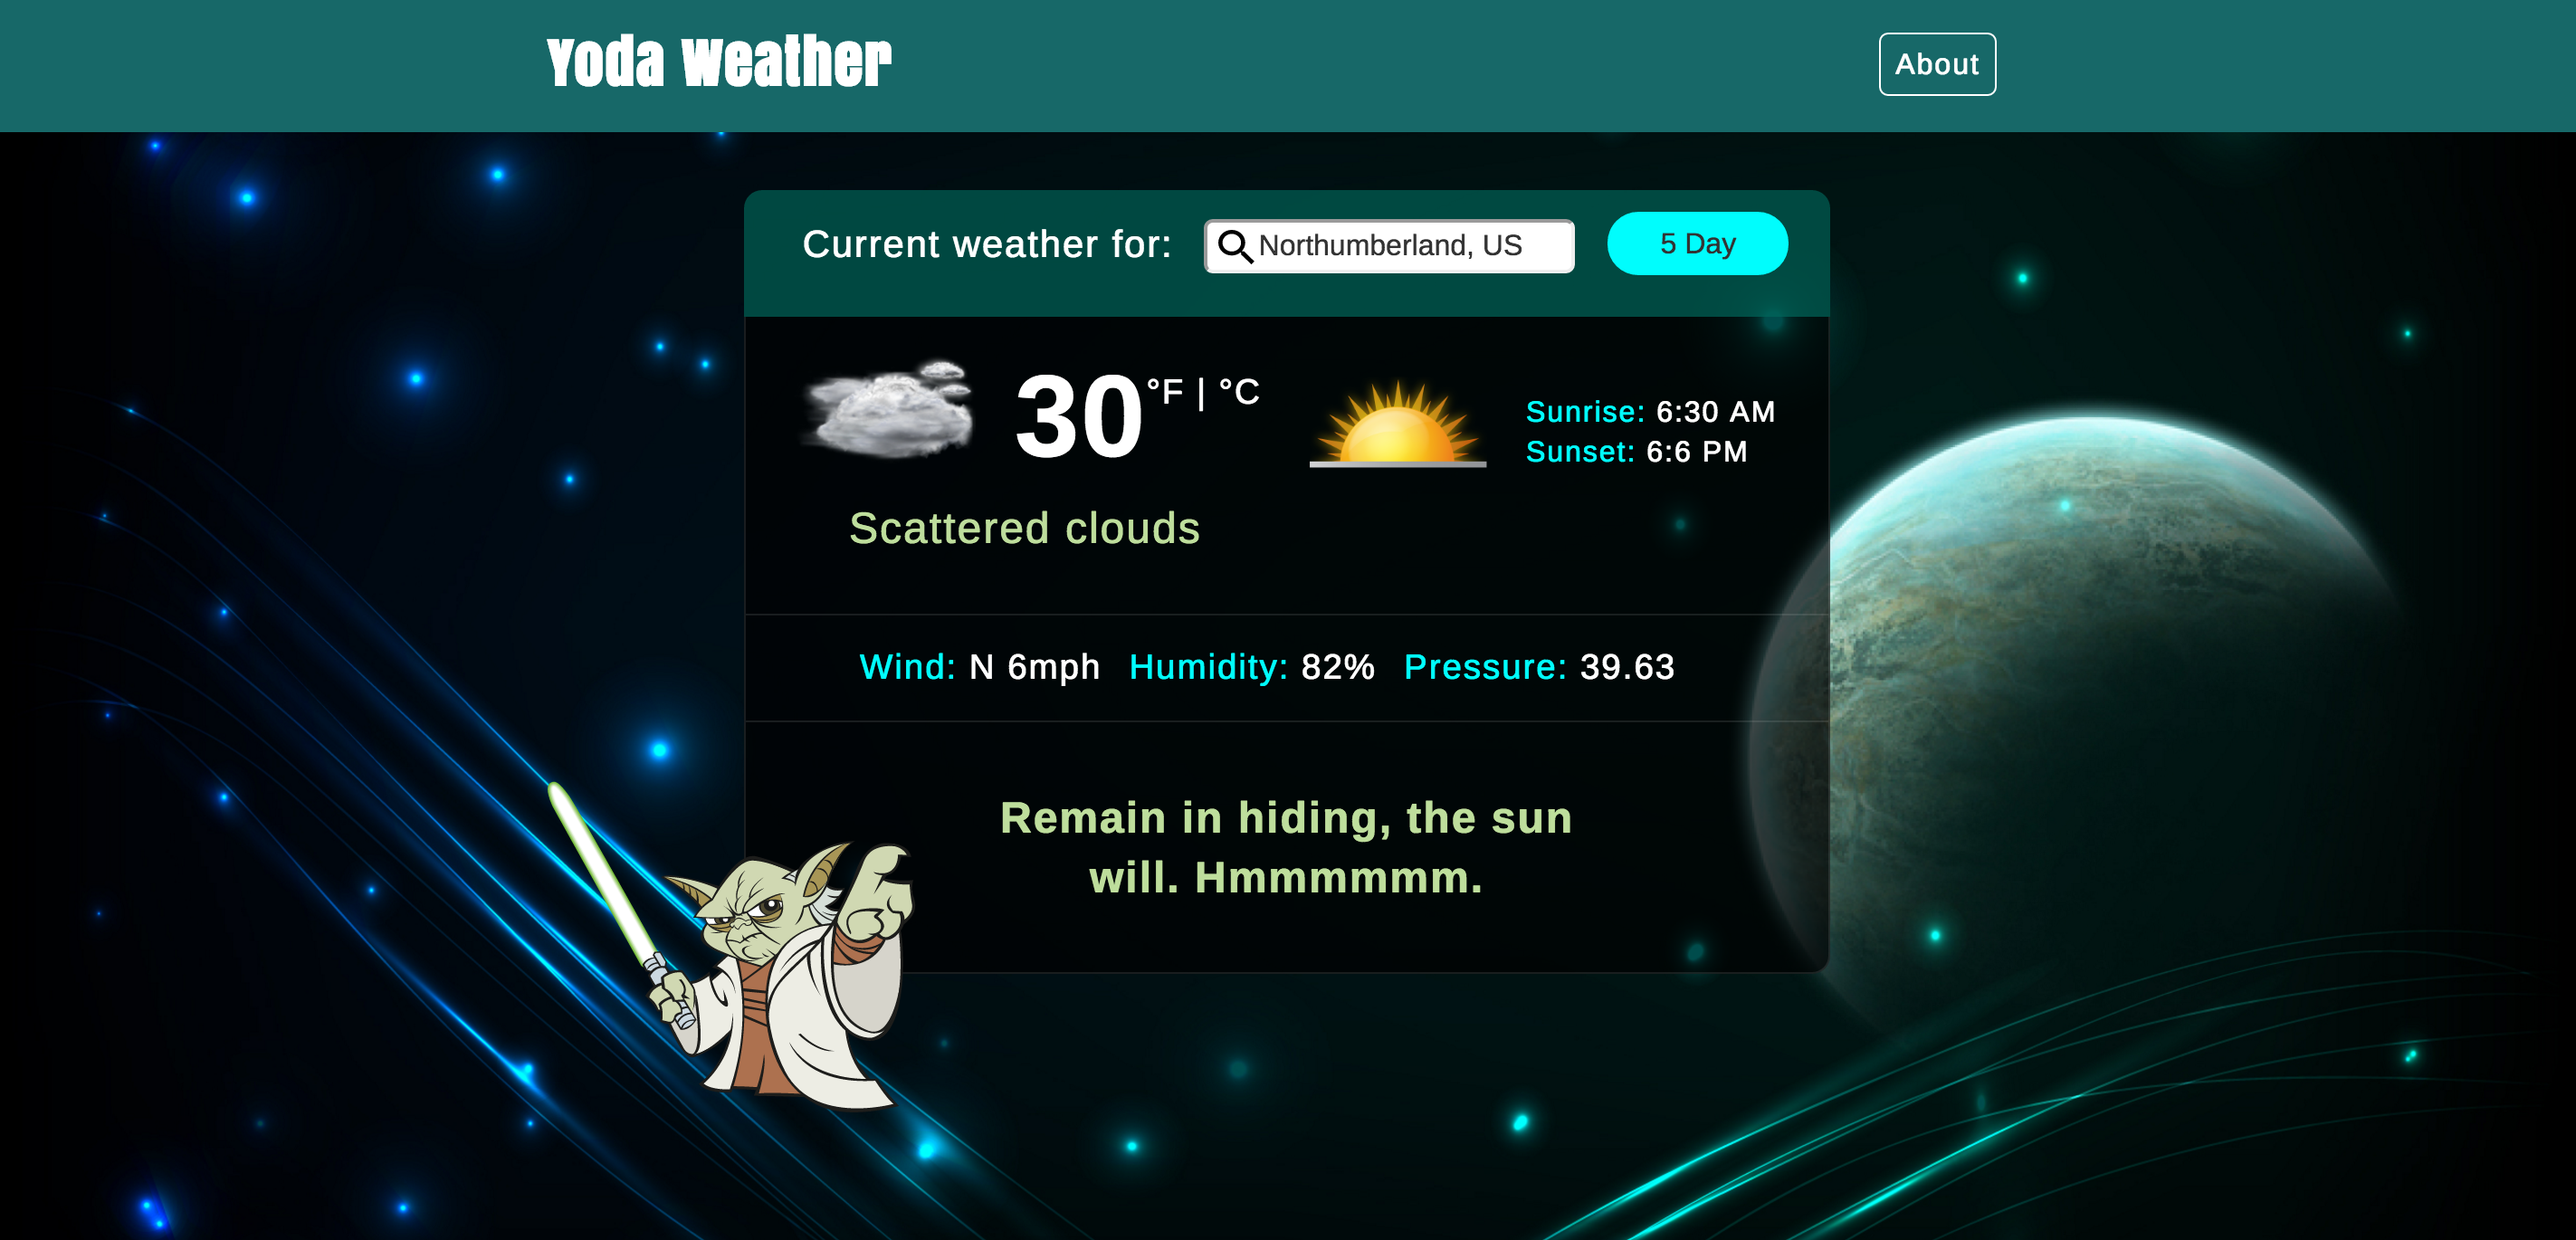 Yoda Weather
About
Current weather for:
Northumberland, US
5 Day
30 °F | °C
Sunrise: 6:30 AM
Sunset: 6:6 PM
Scattered clouds
Wind: N 6mph Humidity: 82% Pressure: 39.63
Remain in hiding, the sun
will. Hmmmmmm.